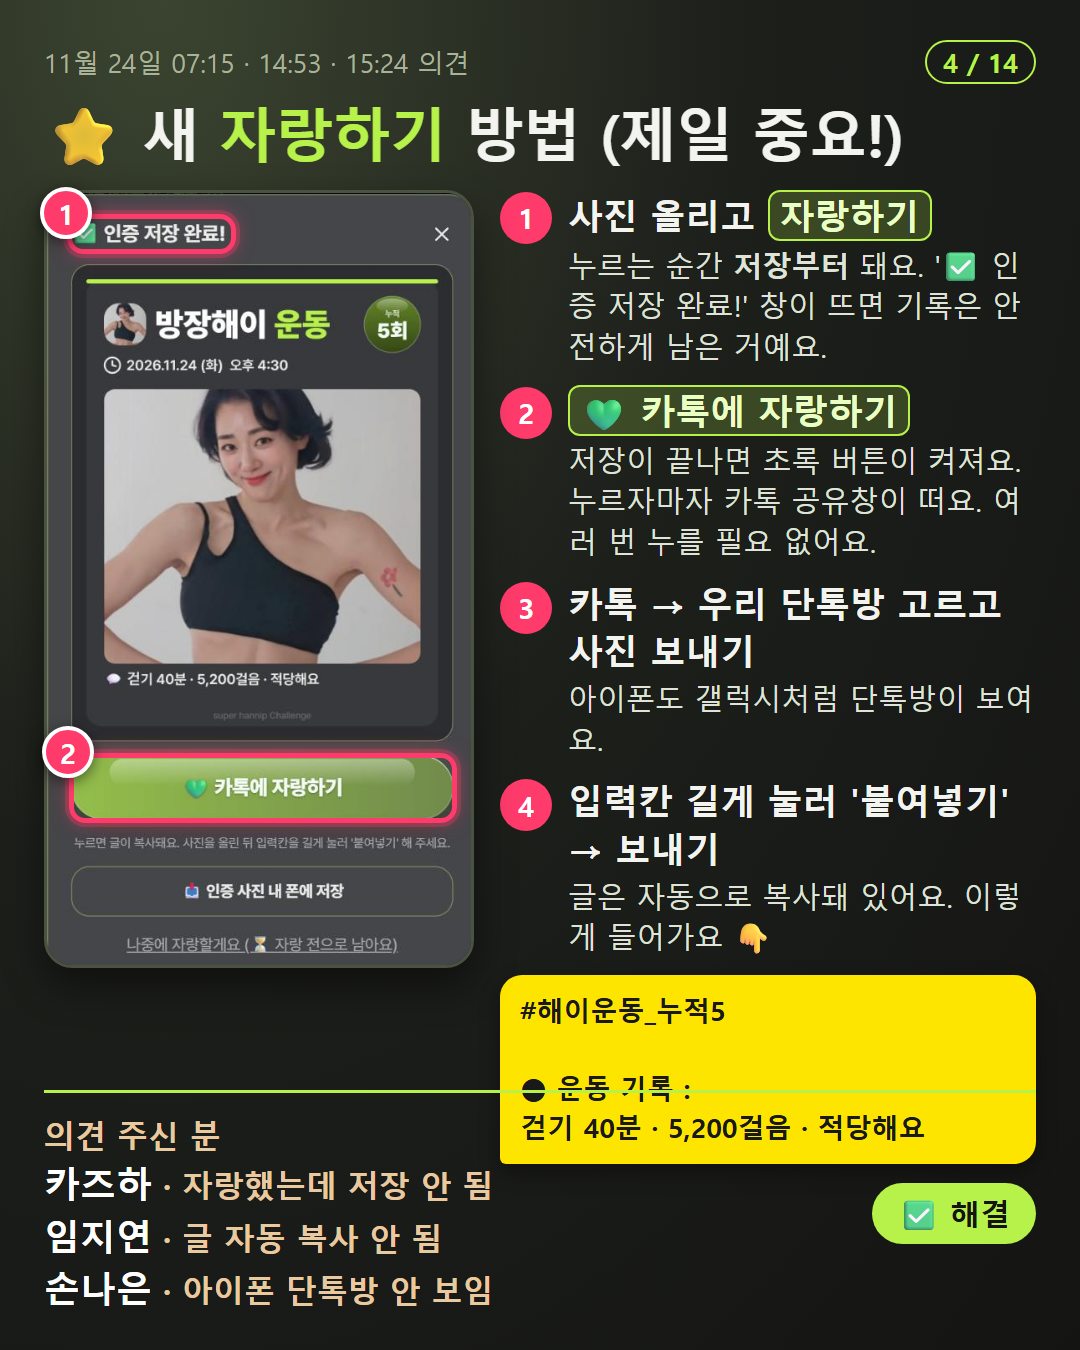 11월 24일 07:15 · 14:53 · 15:24 의견
4 / 14
⭐ 새 자랑하기 방법 (제일 중요!)
1
✅ 인증 저장 완료!
×
방장해이 운동
누적
5회
2026.11.24 (화) 오후 4:30
💬 걷기 40분 · 5,200걸음 · 적당해요
super hannip Challenge
2
💚 카톡에 자랑하기
누르면 글이 복사돼요. 사진을 올린 뒤 입력칸을 길게 눌러 '붙여넣기' 해 주세요.
📥 인증 사진 내 폰에 저장
나중에 자랑할게요 (⏳ 자랑 전으로 남아요)
1 사진 올리고 자랑하기
누르는 순간 저장부터 돼요. '✅ 인
증 저장 완료!' 창이 뜨면 기록은 안
전하게 남은 거예요.
2 💚 카톡에 자랑하기
저장이 끝나면 초록 버튼이 켜져요.
누르자마자 카톡 공유창이 떠요. 여
러 번 누를 필요 없어요.
3 카톡 → 우리 단톡방 고르고
사진 보내기
아이폰도 갤럭시처럼 단톡방이 보여
요.
4 입력칸 길게 눌러 '붙여넣기'
→ 보내기
글은 자동으로 복사돼 있어요. 이렇
게 들어가요 👇
#해이운동_누적5
● 운동 기록 :
걷기 40분 · 5,200걸음 · 적당해요
의견 주신 분
카즈하 · 자랑했는데 저장 안 됨
임지연 · 글 자동 복사 안 됨
손나은 · 아이폰 단톡방 안 보임
✅ 해결